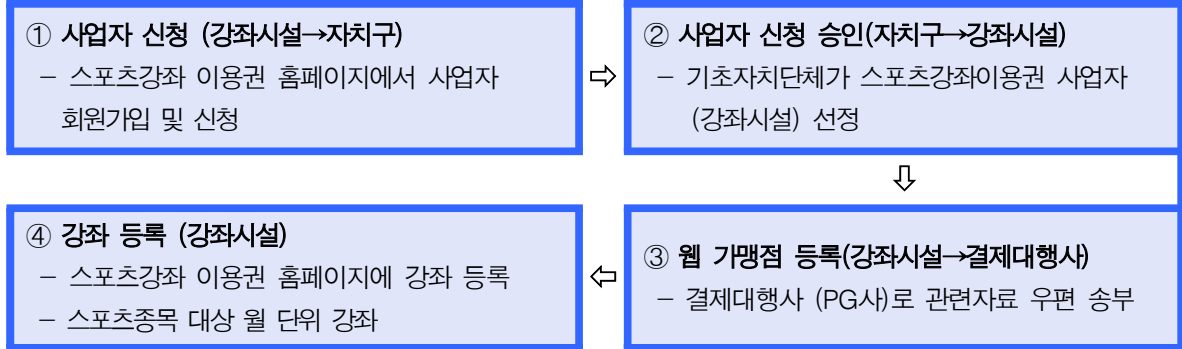 ① 사업자 신청 (강좌시설→자치구)
– 스포츠강좌 이용권 홈페이지에서 사업자
회원가입 및 신청
⇨
② 사업자 신청 승인(자치구→강좌시설)
– 기초자치단체가 스포츠강좌이용권 사업자
(강좌시설) 선정
⇩
③ 웹 가맹점 등록(강좌시설→결제대행사)
– 결제대행사 (PG사)로 관련자료 우편 송부
⇦
④ 강좌 등록 (강좌시설)
– 스포츠강좌 이용권 홈페이지에 강좌 등록
– 스포츠종목 대상 월 단위 강좌